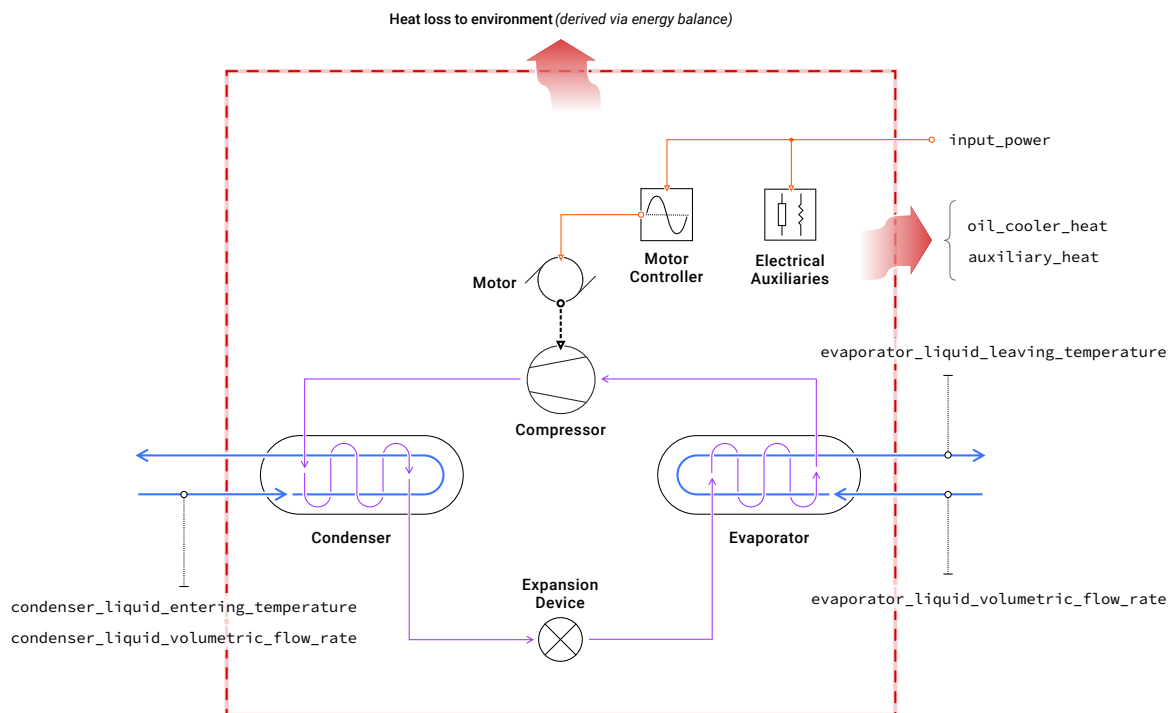 Heat loss to environment (derived via energy balance)
input_power
oil_cooler_heat
auxiliary_heat
Motor
Controller
Electrical
Auxiliaries
Motor
evaporator_liquid_leaving_temperature
Compressor
Condenser
Evaporator
Expansion
Device
condenser_liquid_entering_temperature
condenser_liquid_volumetric_flow_rate
evaporator_liquid_volumetric_flow_rate